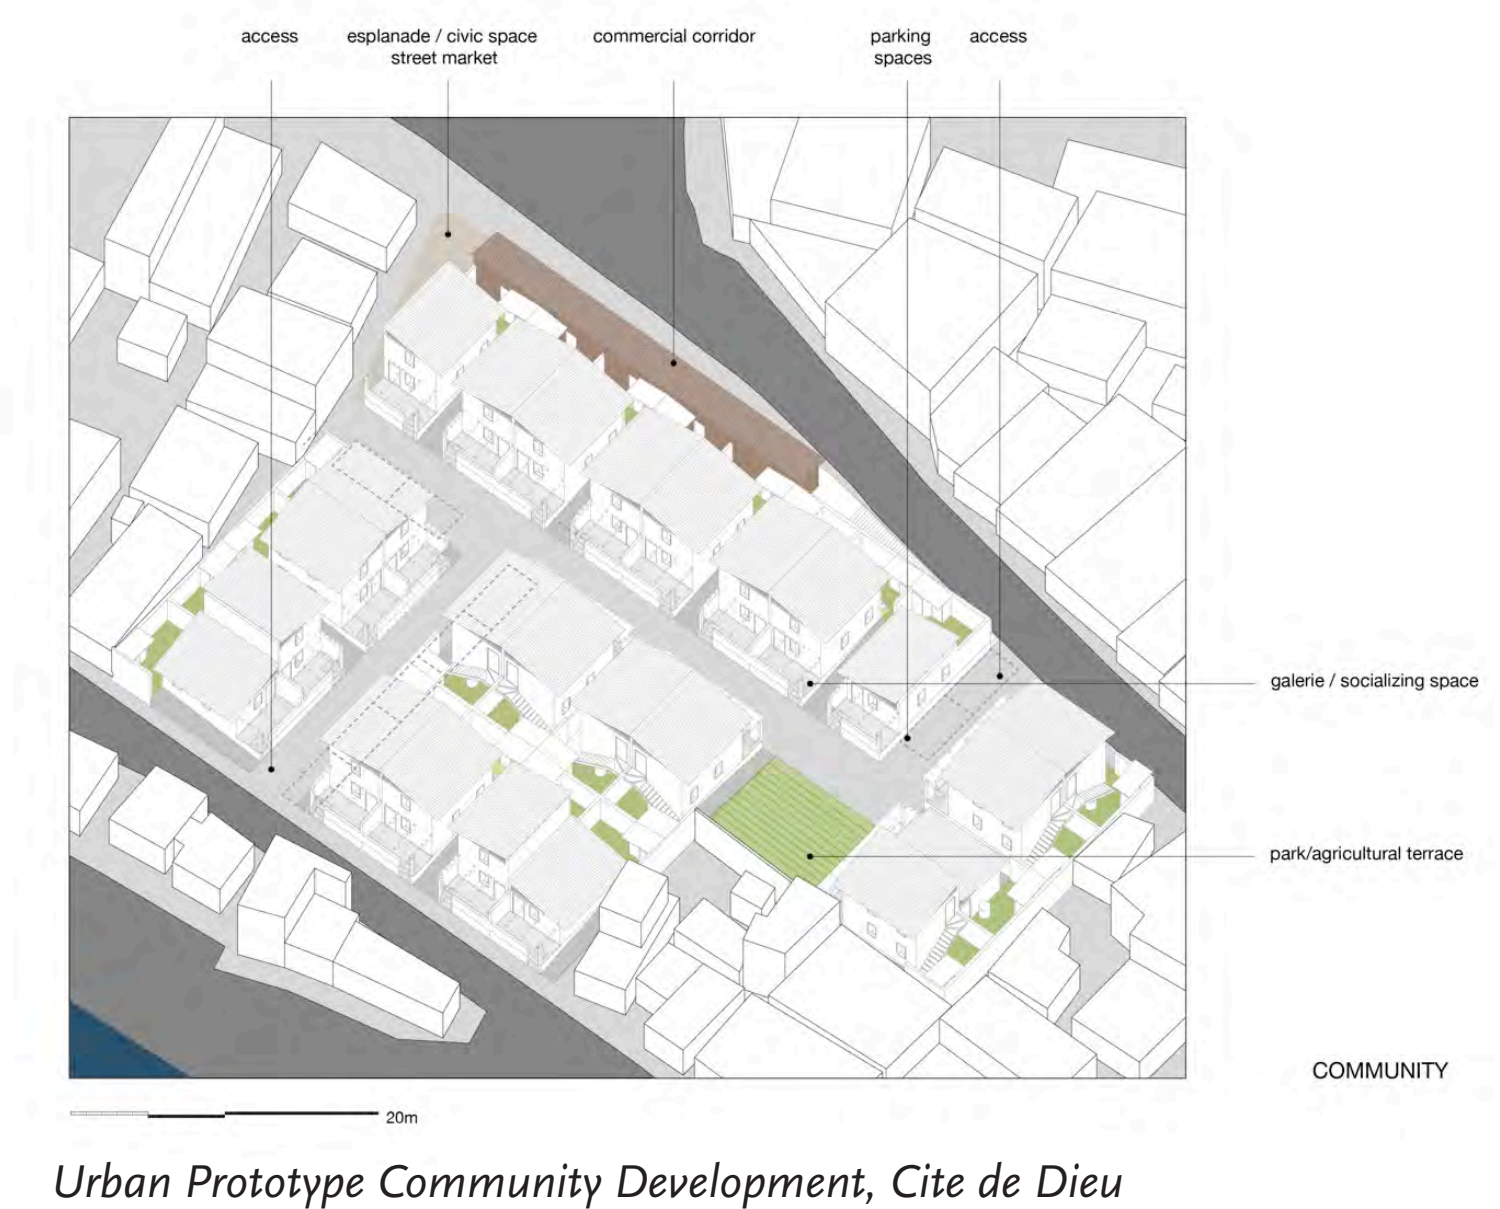 access
esplanade / civic space
street market
commercial corridor
parking
spaces
access
galerie / socializing space
park/agricultural terrace
COMMUNITY
20m
Urban Prototype Community Development, Cite de Dieu